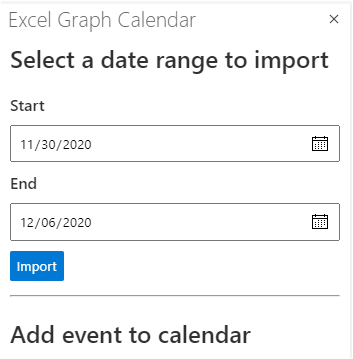 Excel Graph Calendar
Select a date range to import
Start
11/30/2020
End
12/06/2020
Import
Add event to calendar